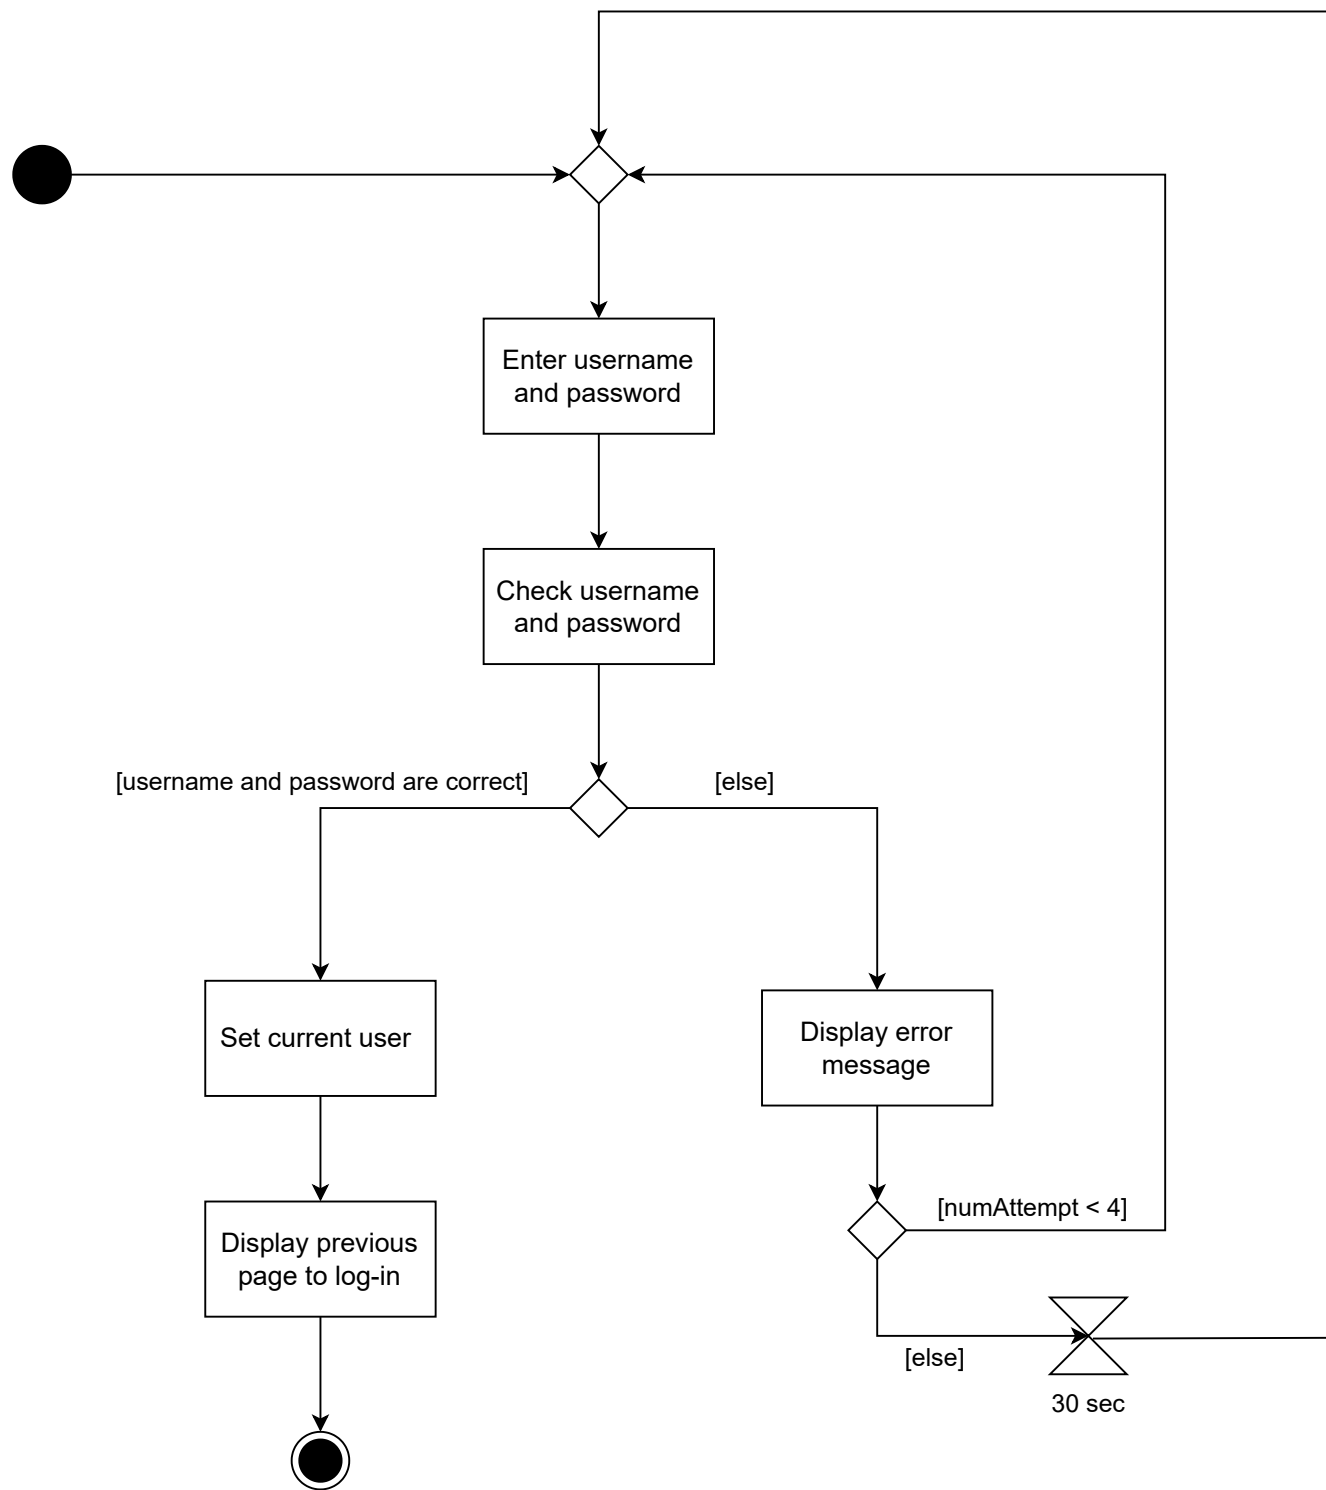 Enter username
and password
Check username
and password
[username and password are correct]
[else]
Set current user
Display error
message
[numAttempt < 4]
Display previous
page to log-in
[else]
30 sec